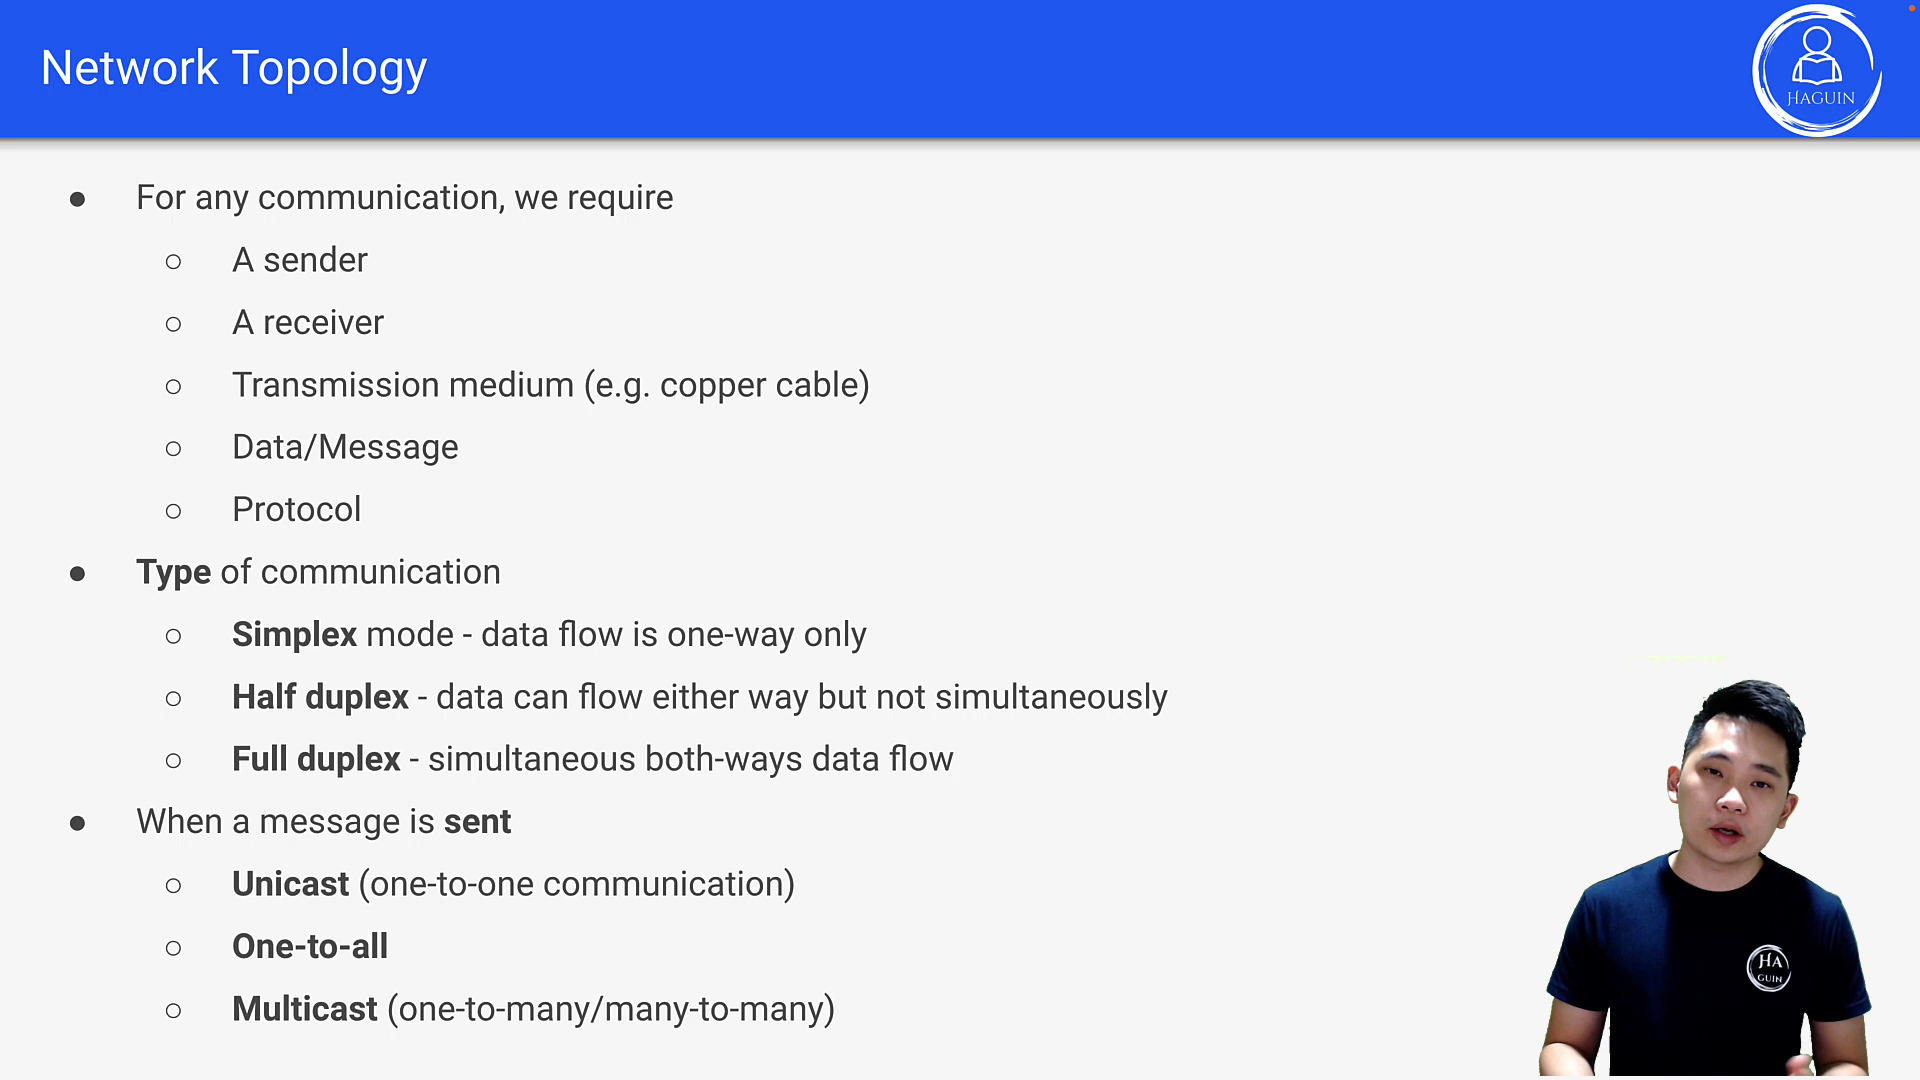 Network Topology
HAGUIN
● For any communication, we require
○ A sender
○ A receiver
○ Transmission medium (e.g. copper cable)
○ Data/Message
○ Protocol
● Type of communication
○ Simplex mode - data flow is one-way only
○ Half duplex - data can flow either way but not simultaneously
○ Full duplex - simultaneous both-ways data flow
● When a message is sent
○ Unicast (one-to-one communication)
○ One-to-all
○ Multicast (one-to-many/many-to-many)
HA
GUIN